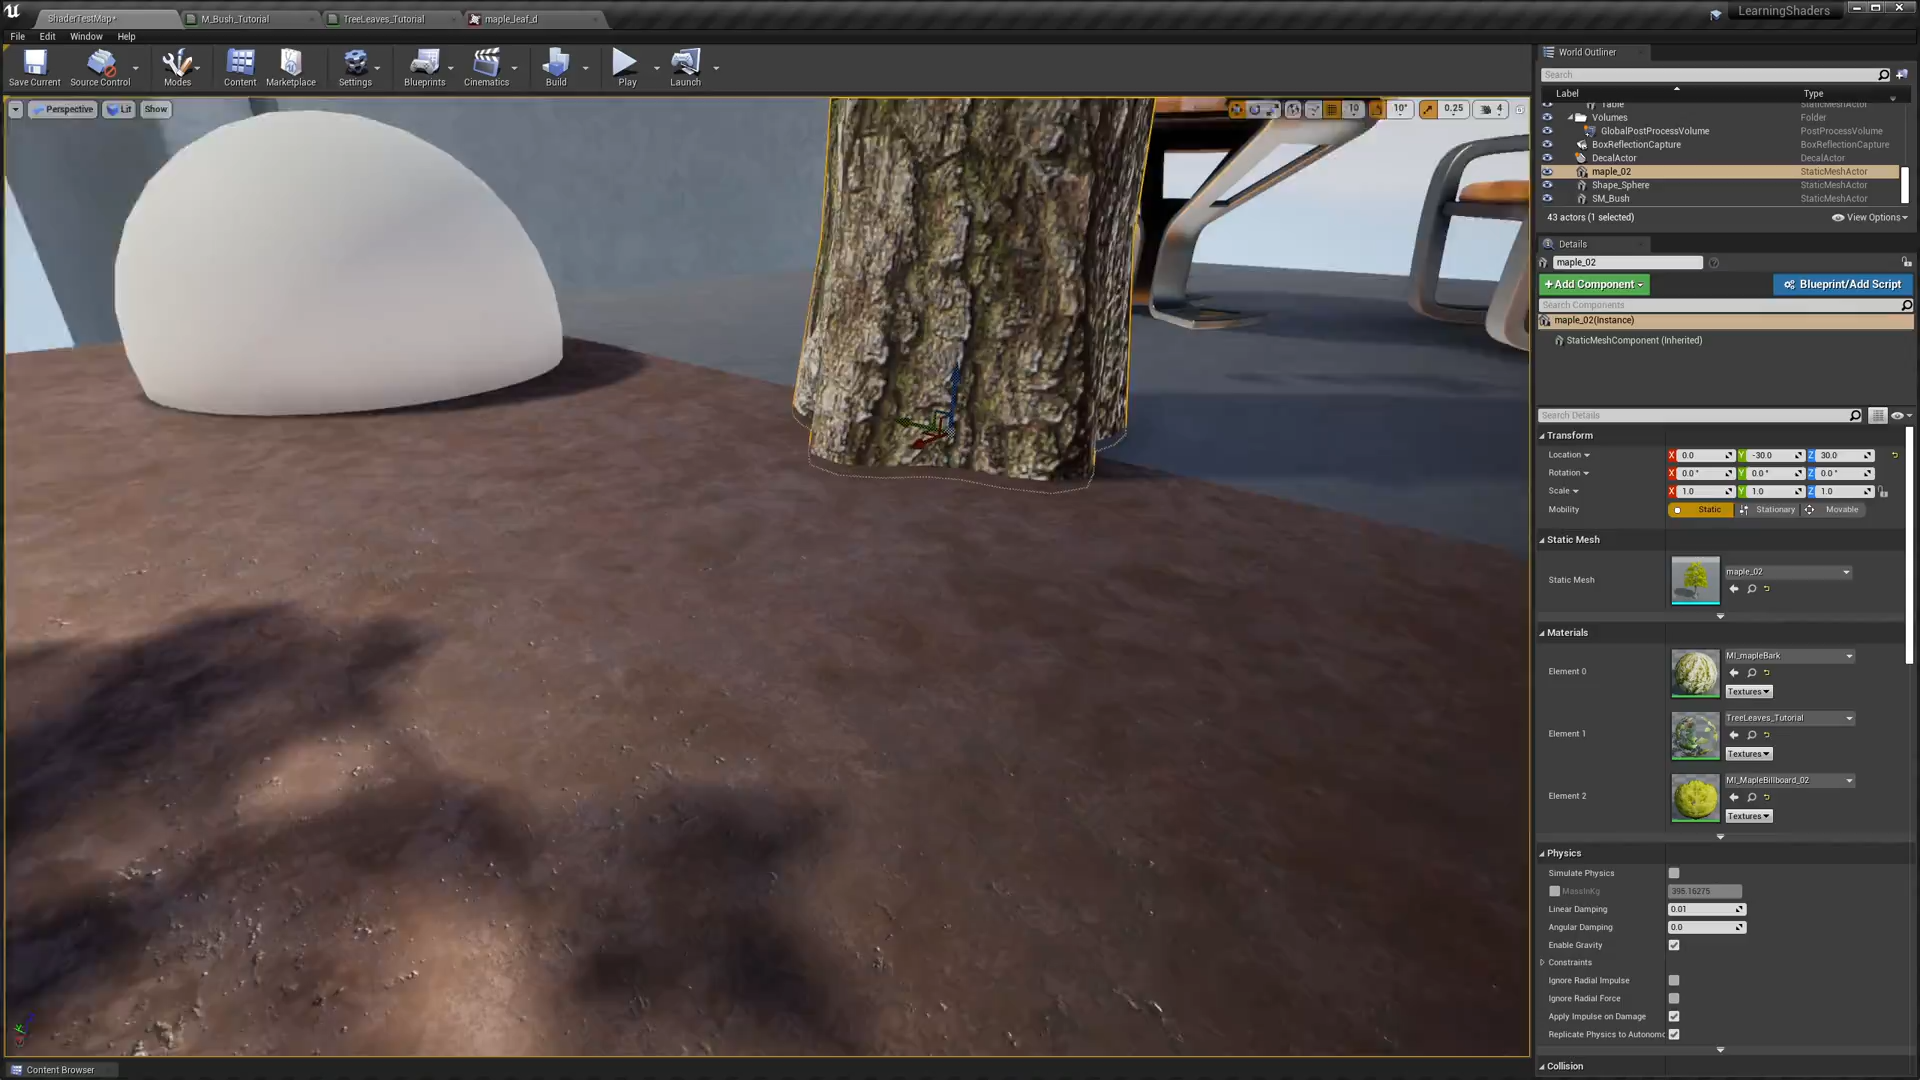 ShaderTestMap*
M_Bush_Tutorial
TreeLeaves_Tutorial
maple_leaf_d
LearningShaders
File Edit Window Help
Save Current
Source Control
Modes
Content
Marketplace
Settings
Blueprints
Cinematics
Build
Play
Launch
Perspective
Lit
Show
10
10°
0.25
4
World Outliner
Search
Label Type
Table StaticMeshActor
Volumes Folder
GlobalPostProcessVolume PostProcessVolume
BoxReflectionCapture BoxReflectionCapture
DecalActor DecalActor
maple_02 StaticMeshActor
Shape_Sphere StaticMeshActor
SM_Bush StaticMeshActor
43 actors (1 selected) View Options
Details
maple_02
+Add Component
Blueprint/Add Script
Search Components
maple_02(Instance)
StaticMeshComponent (Inherited)
Search Details
Transform
Location X 0.0 Y -30.0 Z 30.0
Rotation X 0.0° Y 0.0° Z 0.0°
Scale X 1.0 Y 1.0 Z 1.0
Mobility Static Stationary Movable
Static Mesh
Static Mesh maple_02
Materials
MI_mapleBark
Element 0
Textures
TreeLeaves_Tutorial
Element 1
Textures
MI_MapleBillboard_02
Element 2
Textures
Physics
Simulate Physics
MassInKg 395.16275
Linear Damping 0.01
Angular Damping 0.0
Enable Gravity
Constraints
Ignore Radial Impulse
Ignore Radial Force
Apply Impulse on Damage
Replicate Physics to Autonomo
Collision
Content Browser